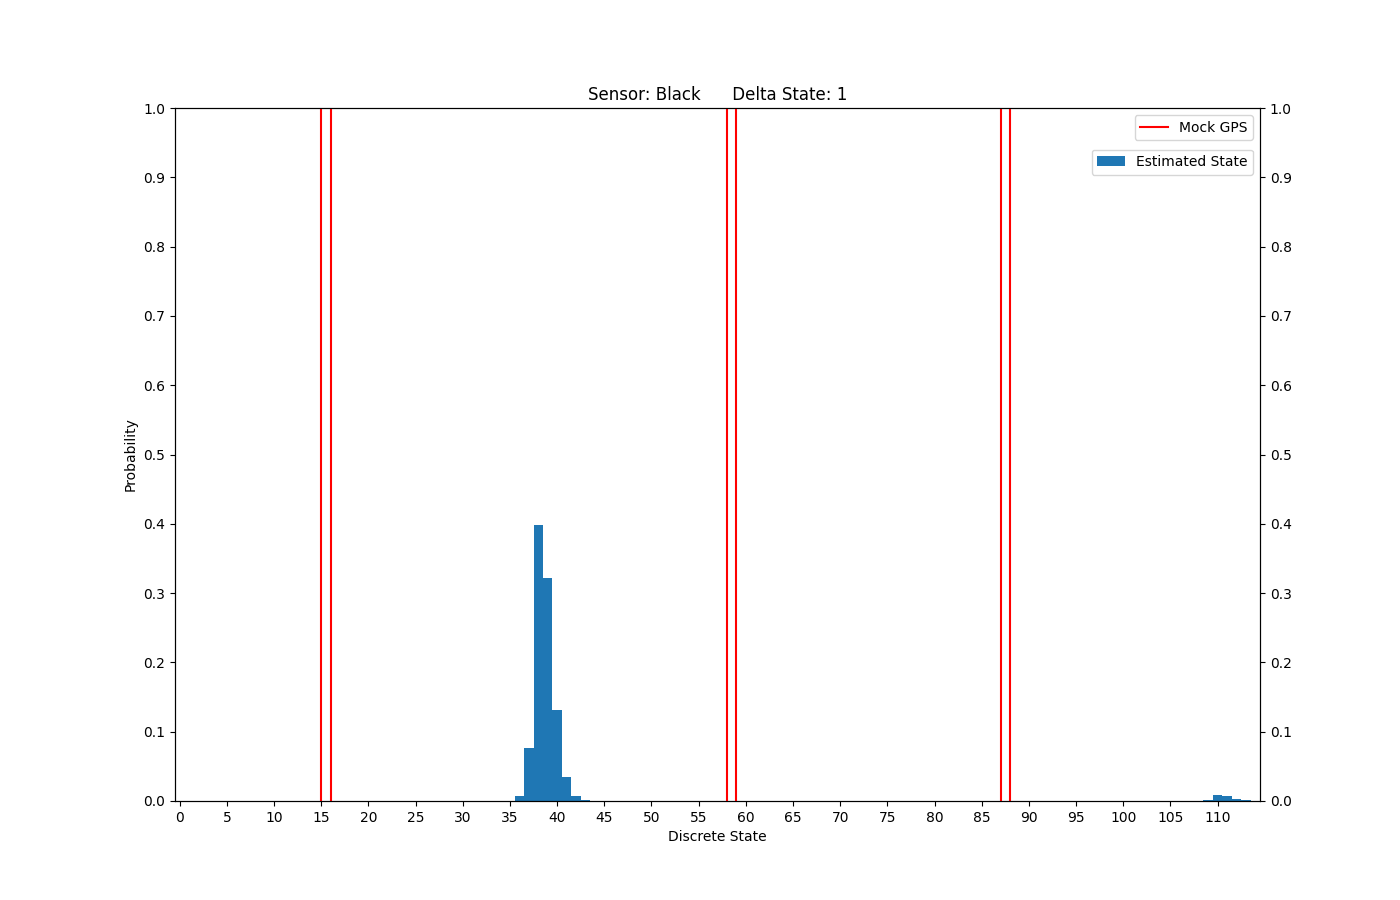 Sensor: Black Delta State: 1
1.0 1.0
Mock GPS
Estimated State
0.9 0.9
0.8 0.8
0.7 0.7
0.6 0.6
0.5 0.5
Probability
0.4 0.4
0.3 0.3
0.2 0.2
0.1 0.1
0.0 0.0
0 5 10 15 20 25 30 35 40 45 50 55 60 65 70 75 80 85 90 95 100 105 110
Discrete State